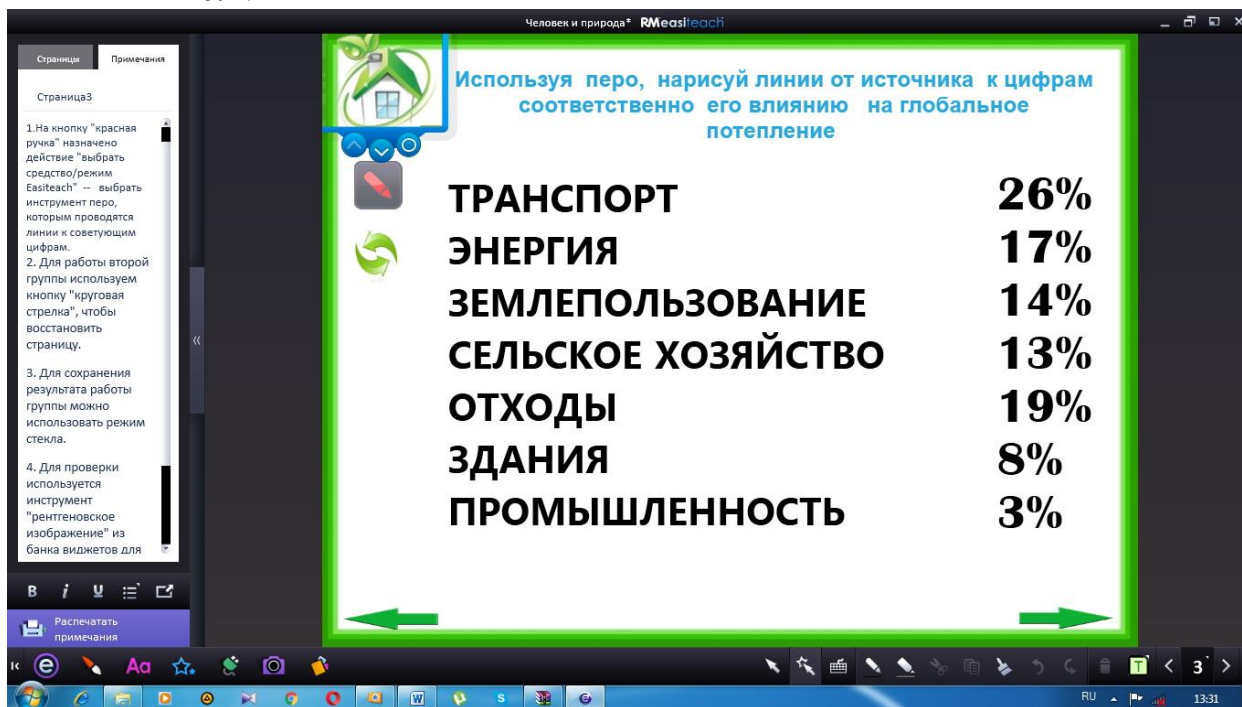 Человек и природа* RMeasiteach
Страницы Примечания
Страница3
1.На кнопку "красная
ручка" назначено
действие "выбрать
средство/режим
Easiteach" -- выбрать
инструмент перо,
которым проводятся
линии к советующим
цифрам.
2. Для работы второй
группы используем
кнопку "круговая
стрелка", чтобы
восстановить
страницу.
3. Для сохранения
результата работы
группы можно
использовать режим
стекла.
4. Для проверки
используется
инструмент
"рентгеновское
изображение" из
банка виджетов для
B i U
Распечатать
примечания
Используя перо, нарисуй линии от источника к цифрам
соответственно его влиянию на глобальное
потепление
ТРАНСПОРТ 26%
ЭНЕРГИЯ 17%
ЗЕМЛЕПОЛЬЗОВАНИЕ 14%
СЕЛЬСКОЕ ХОЗЯЙСТВО 13%
ОТХОДЫ 19%
ЗДАНИЯ 8%
ПРОМЫШЛЕННОСТЬ 3%
Aa T 3
RU 13:31